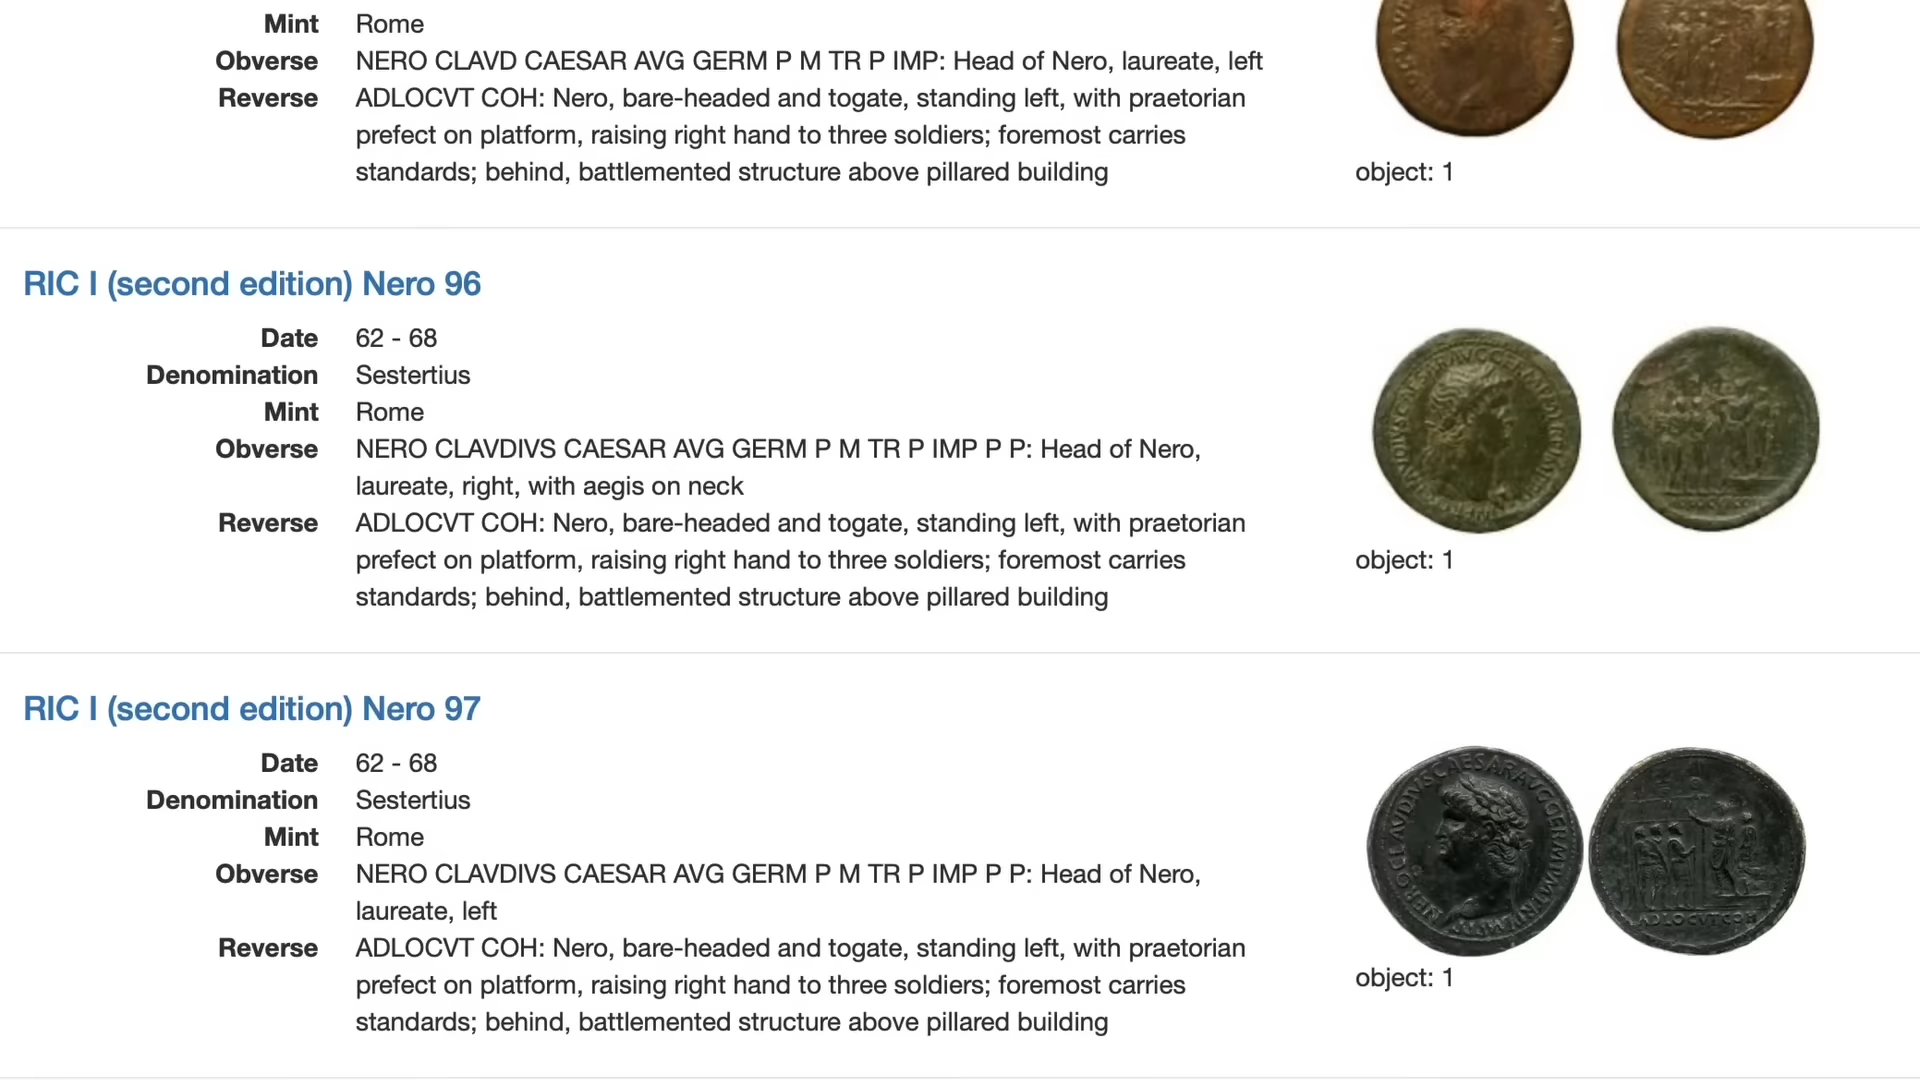 Mint Rome
Obverse NERO CLAVD CAESAR AVG GERM P M TR P IMP: Head of Nero, laureate, left
Reverse ADLOCVT COH: Nero, bare-headed and togate, standing left, with praetorian
prefect on platform, raising right hand to three soldiers; foremost carries
standards; behind, battlemented structure above pillared building
object: 1
RIC I (second edition) Nero 96
Date 62 - 68
Denomination Sestertius
Mint Rome
Obverse NERO CLAVDIVS CAESAR AVG GERM P M TR P IMP P P: Head of Nero,
laureate, right, with aegis on neck
Reverse ADLOCVT COH: Nero, bare-headed and togate, standing left, with praetorian
prefect on platform, raising right hand to three soldiers; foremost carries
standards; behind, battlemented structure above pillared building
object: 1
RIC I (second edition) Nero 97
Date 62 - 68
Denomination Sestertius
Mint Rome
Obverse NERO CLAVDIVS CAESAR AVG GERM P M TR P IMP P P: Head of Nero,
laureate, left
Reverse ADLOCVT COH: Nero, bare-headed and togate, standing left, with praetorian
prefect on platform, raising right hand to three soldiers; foremost carries
standards; behind, battlemented structure above pillared building
ADLOCVT COH
object: 1